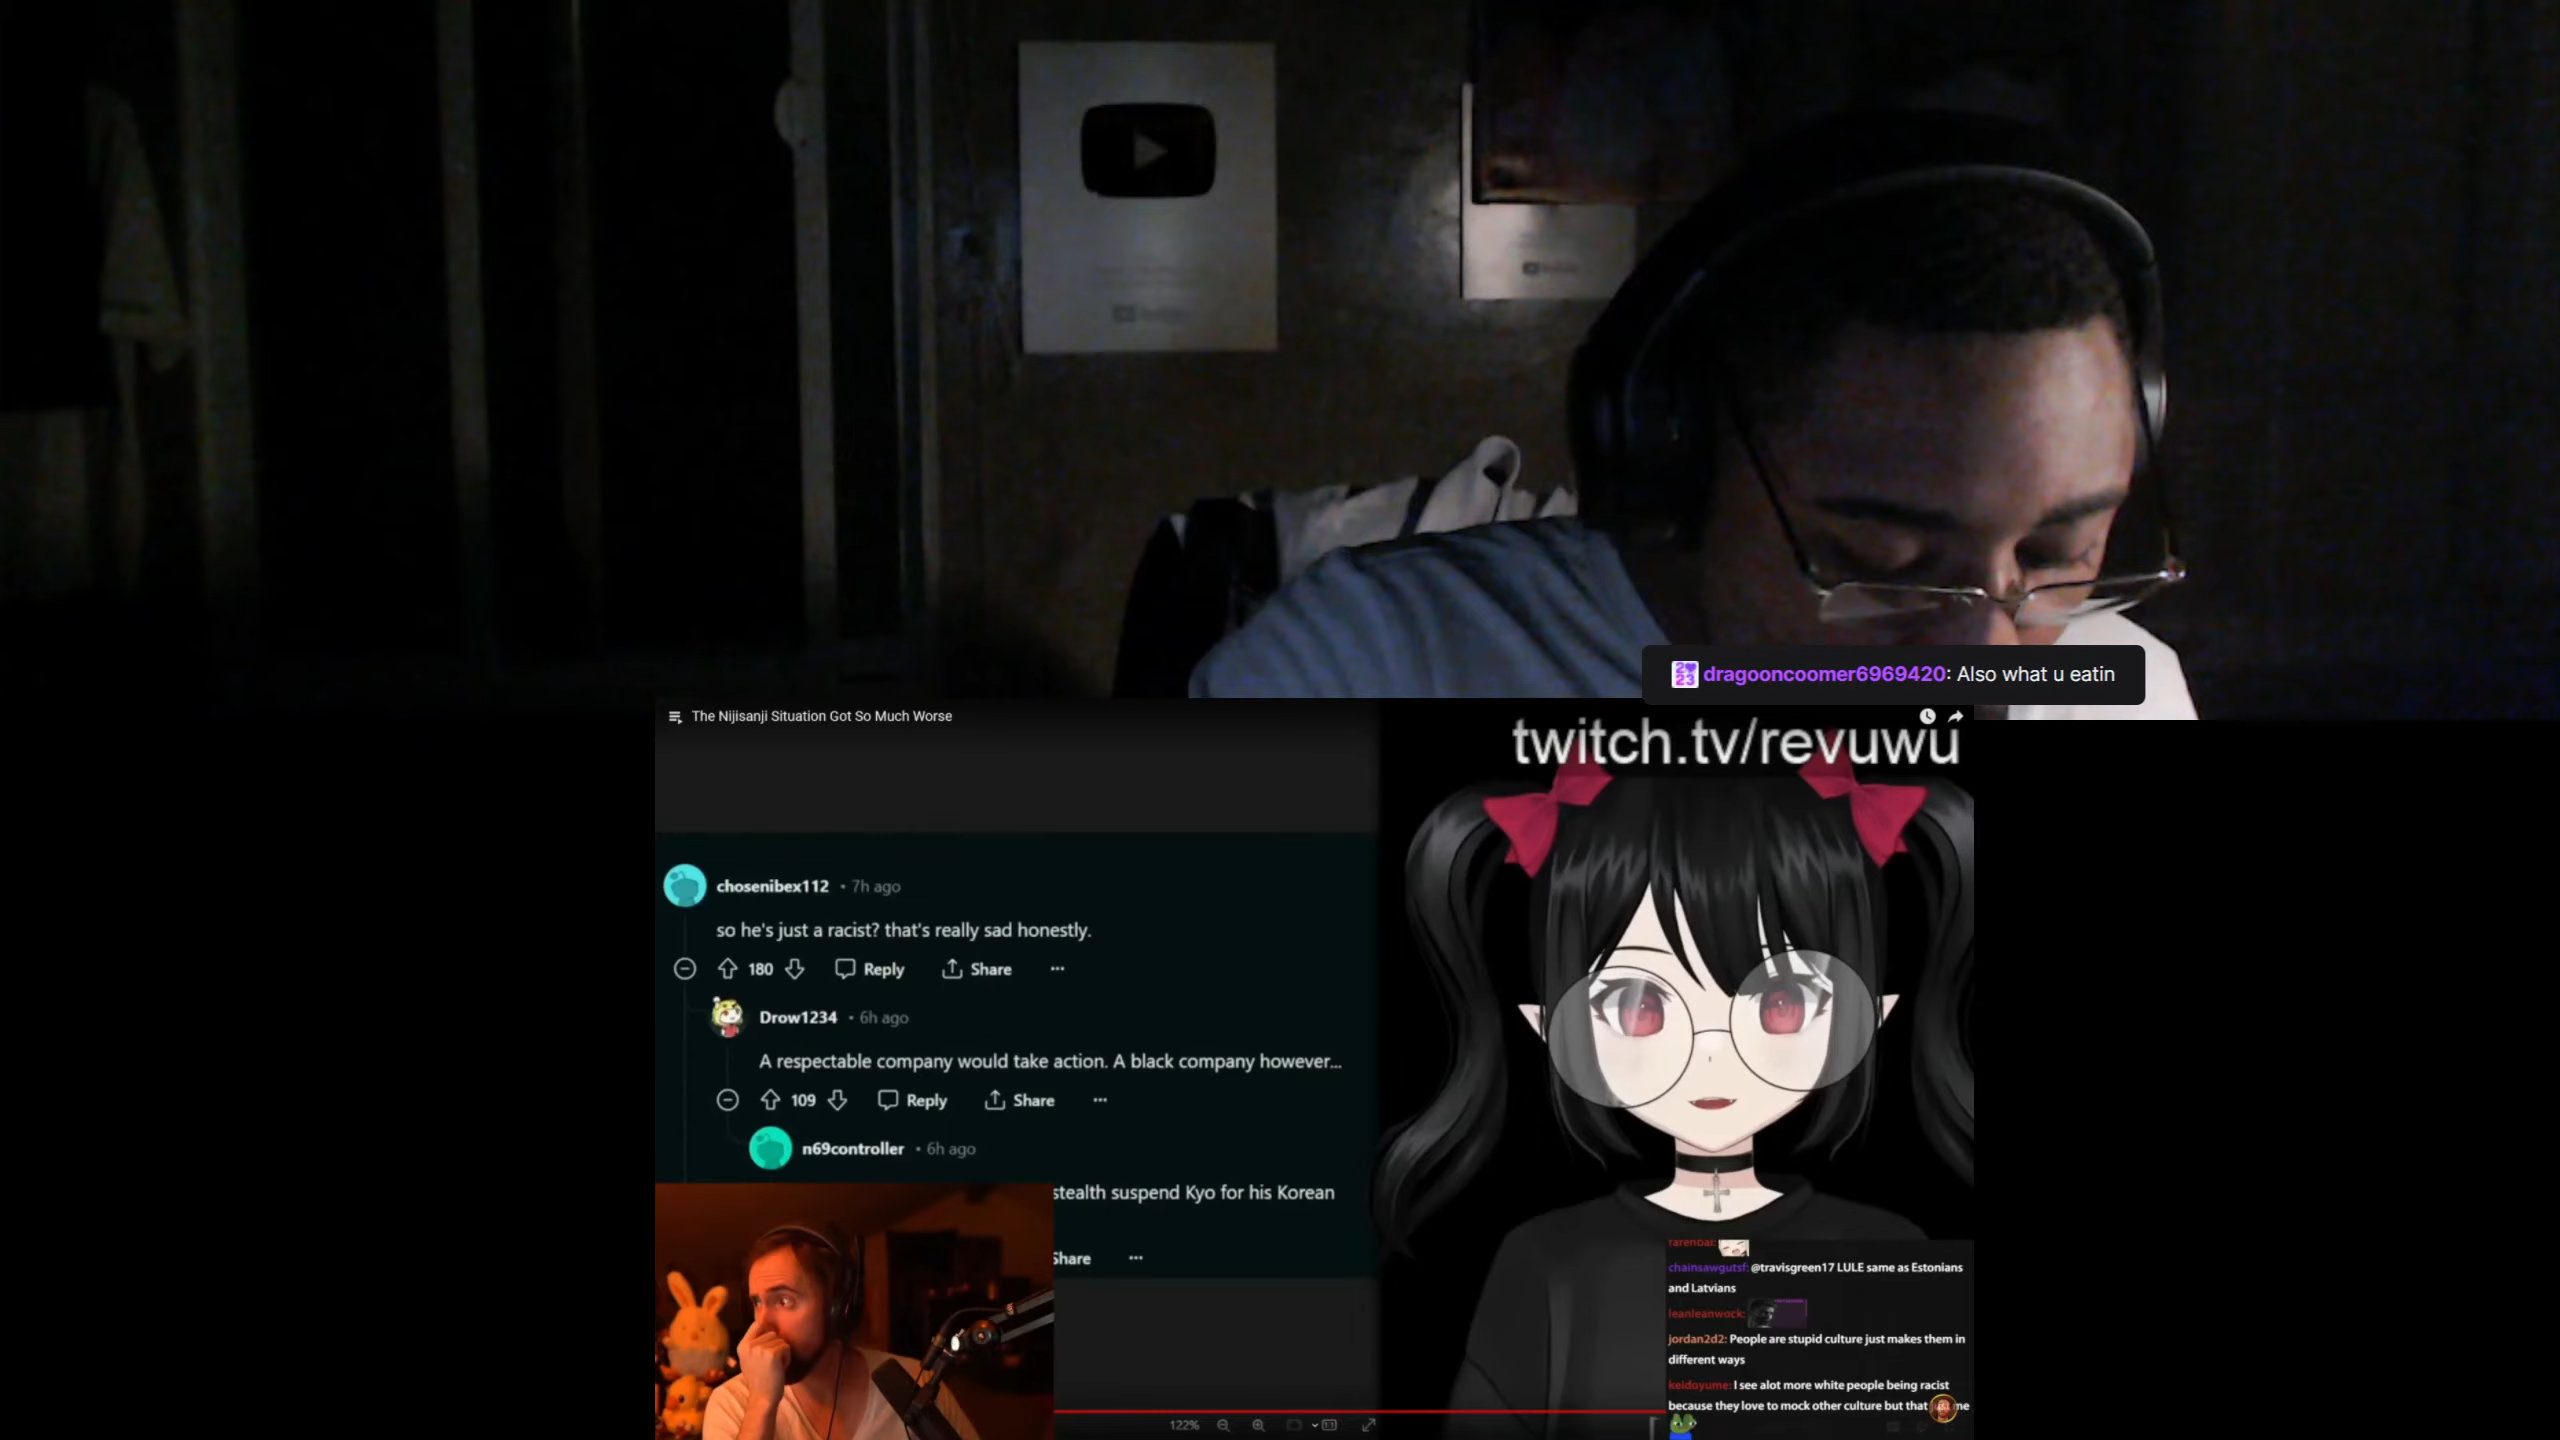 dragooncoomer6969420: Also what u eatin
The Nijisanji Situation Got So Much Worse
twitch.tv/revuwu
chosenibex112 • 7h ago
so he's just a racist? that's really sad honestly.
180 Reply Share ...
Drow1234 • 6h ago
A respectable company would take action. A black company however...
109 Reply Share ...
n69controller • 6h ago
stealth suspend Kyo for his Korean
Share ...
chainsawgutsf: @travisgreen17 LULE same as Estonians
and Latvians
leanleanwock:
jordan2d2: People are stupid culture just makes them in
different ways
keidoyume: I see alot more white people being racist
because they love to mock other culture but that just me
122%